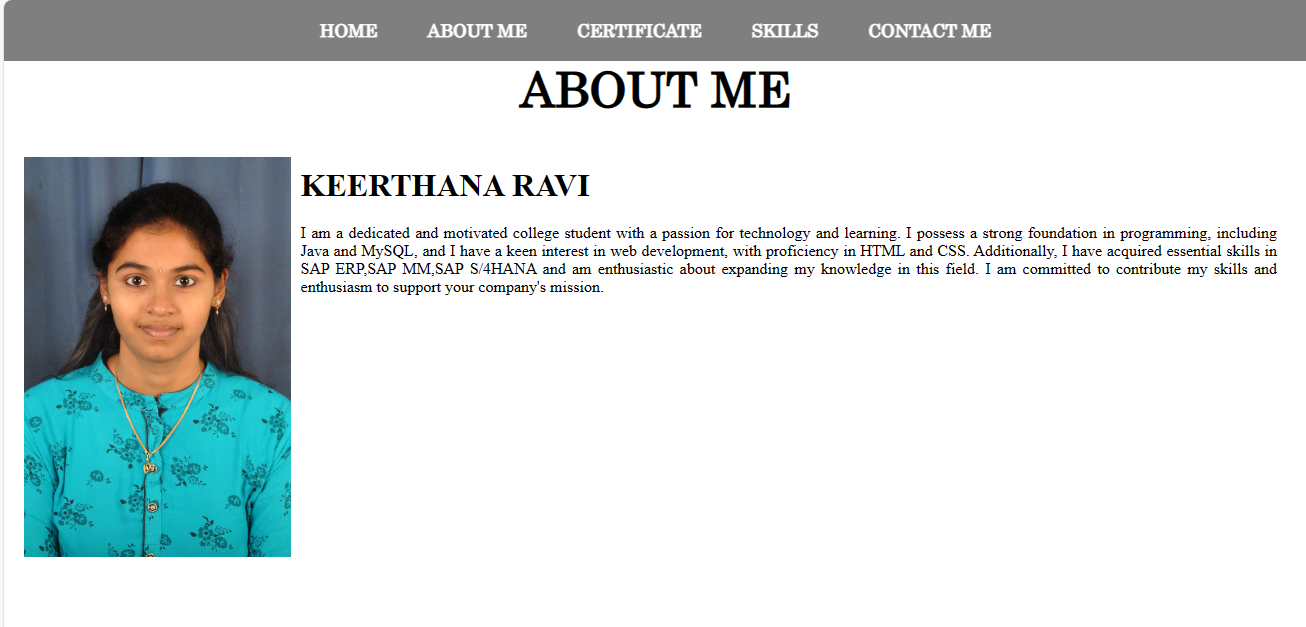 HOME ABOUT ME CERTIFICATE SKILLS CONTACT ME
ABOUT ME
KEERTHANA RAVI
I am a dedicated and motivated college student with a passion for technology and learning. I possess a strong foundation in programming, including
Java and MySQL, and I have a keen interest in web development, with proficiency in HTML and CSS. Additionally, I have acquired essential skills in
SAP ERP,SAP MM,SAP S/4HANA and am enthusiastic about expanding my knowledge in this field. I am committed to contribute my skills and
enthusiasm to support your company's mission.